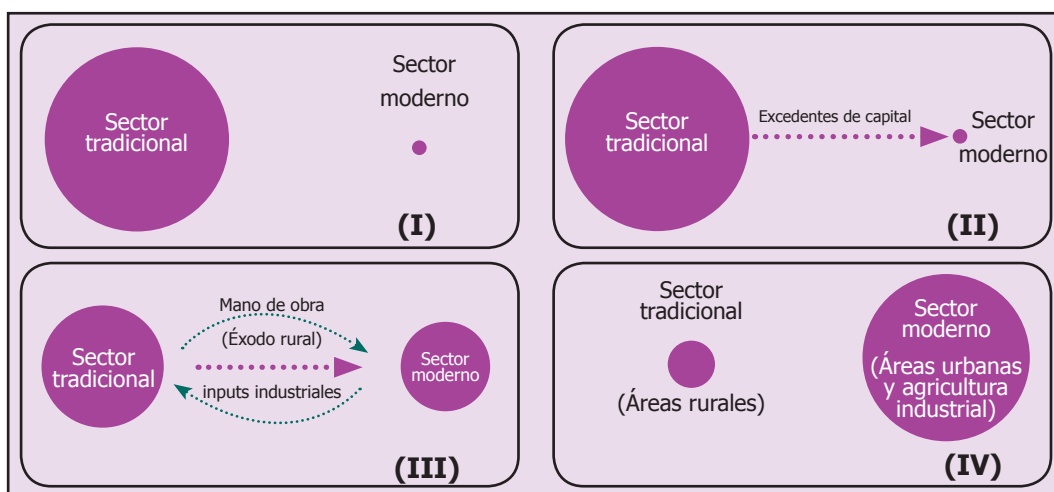 Sector
tradicional
Sector
moderno
(I)
Sector
tradicional
Excedentes de capital
Sector
moderno
(II)
Sector
tradicional
Mano de obra
(Éxodo rural)
inputs industriales
Sector
moderno
(III)
Sector
tradicional
(Áreas rurales)
Sector
moderno
(Áreas urbanas
y agricultura
industrial)
(IV)